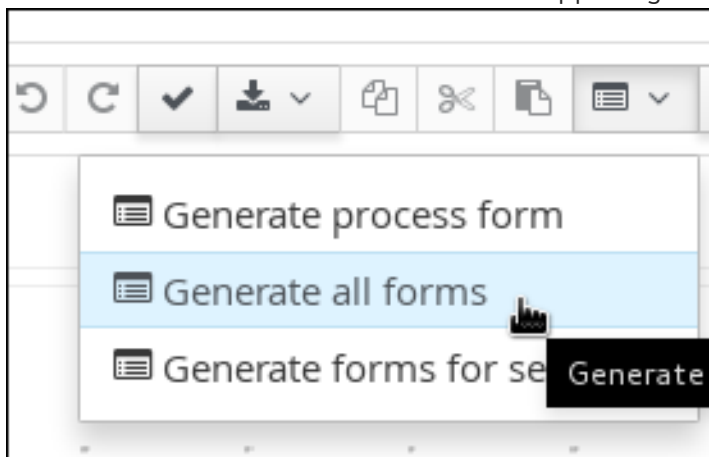 Generate process form
Generate all forms
Generate forms for se
Generate